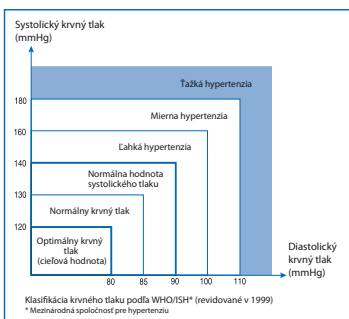 Systolický krvný tlak
(mmHg)
Ťažká hypertenzia
180
Mierna hypertenzia
160
Ľahká hypertenzia
140
Normálna hodnota
systolického tlaku
130
Normálny krvný tlak
120
Optimálny krvný
tlak
(cieľová hodnota)
Diastolický
krvný tlak
(mmHg)
80 85 90 100 110
Klasifikácia krvného tlaku podľa WHO/ISH* (revidované v 1999)
* Mezinárodná spoločnosť pre hypertenziu